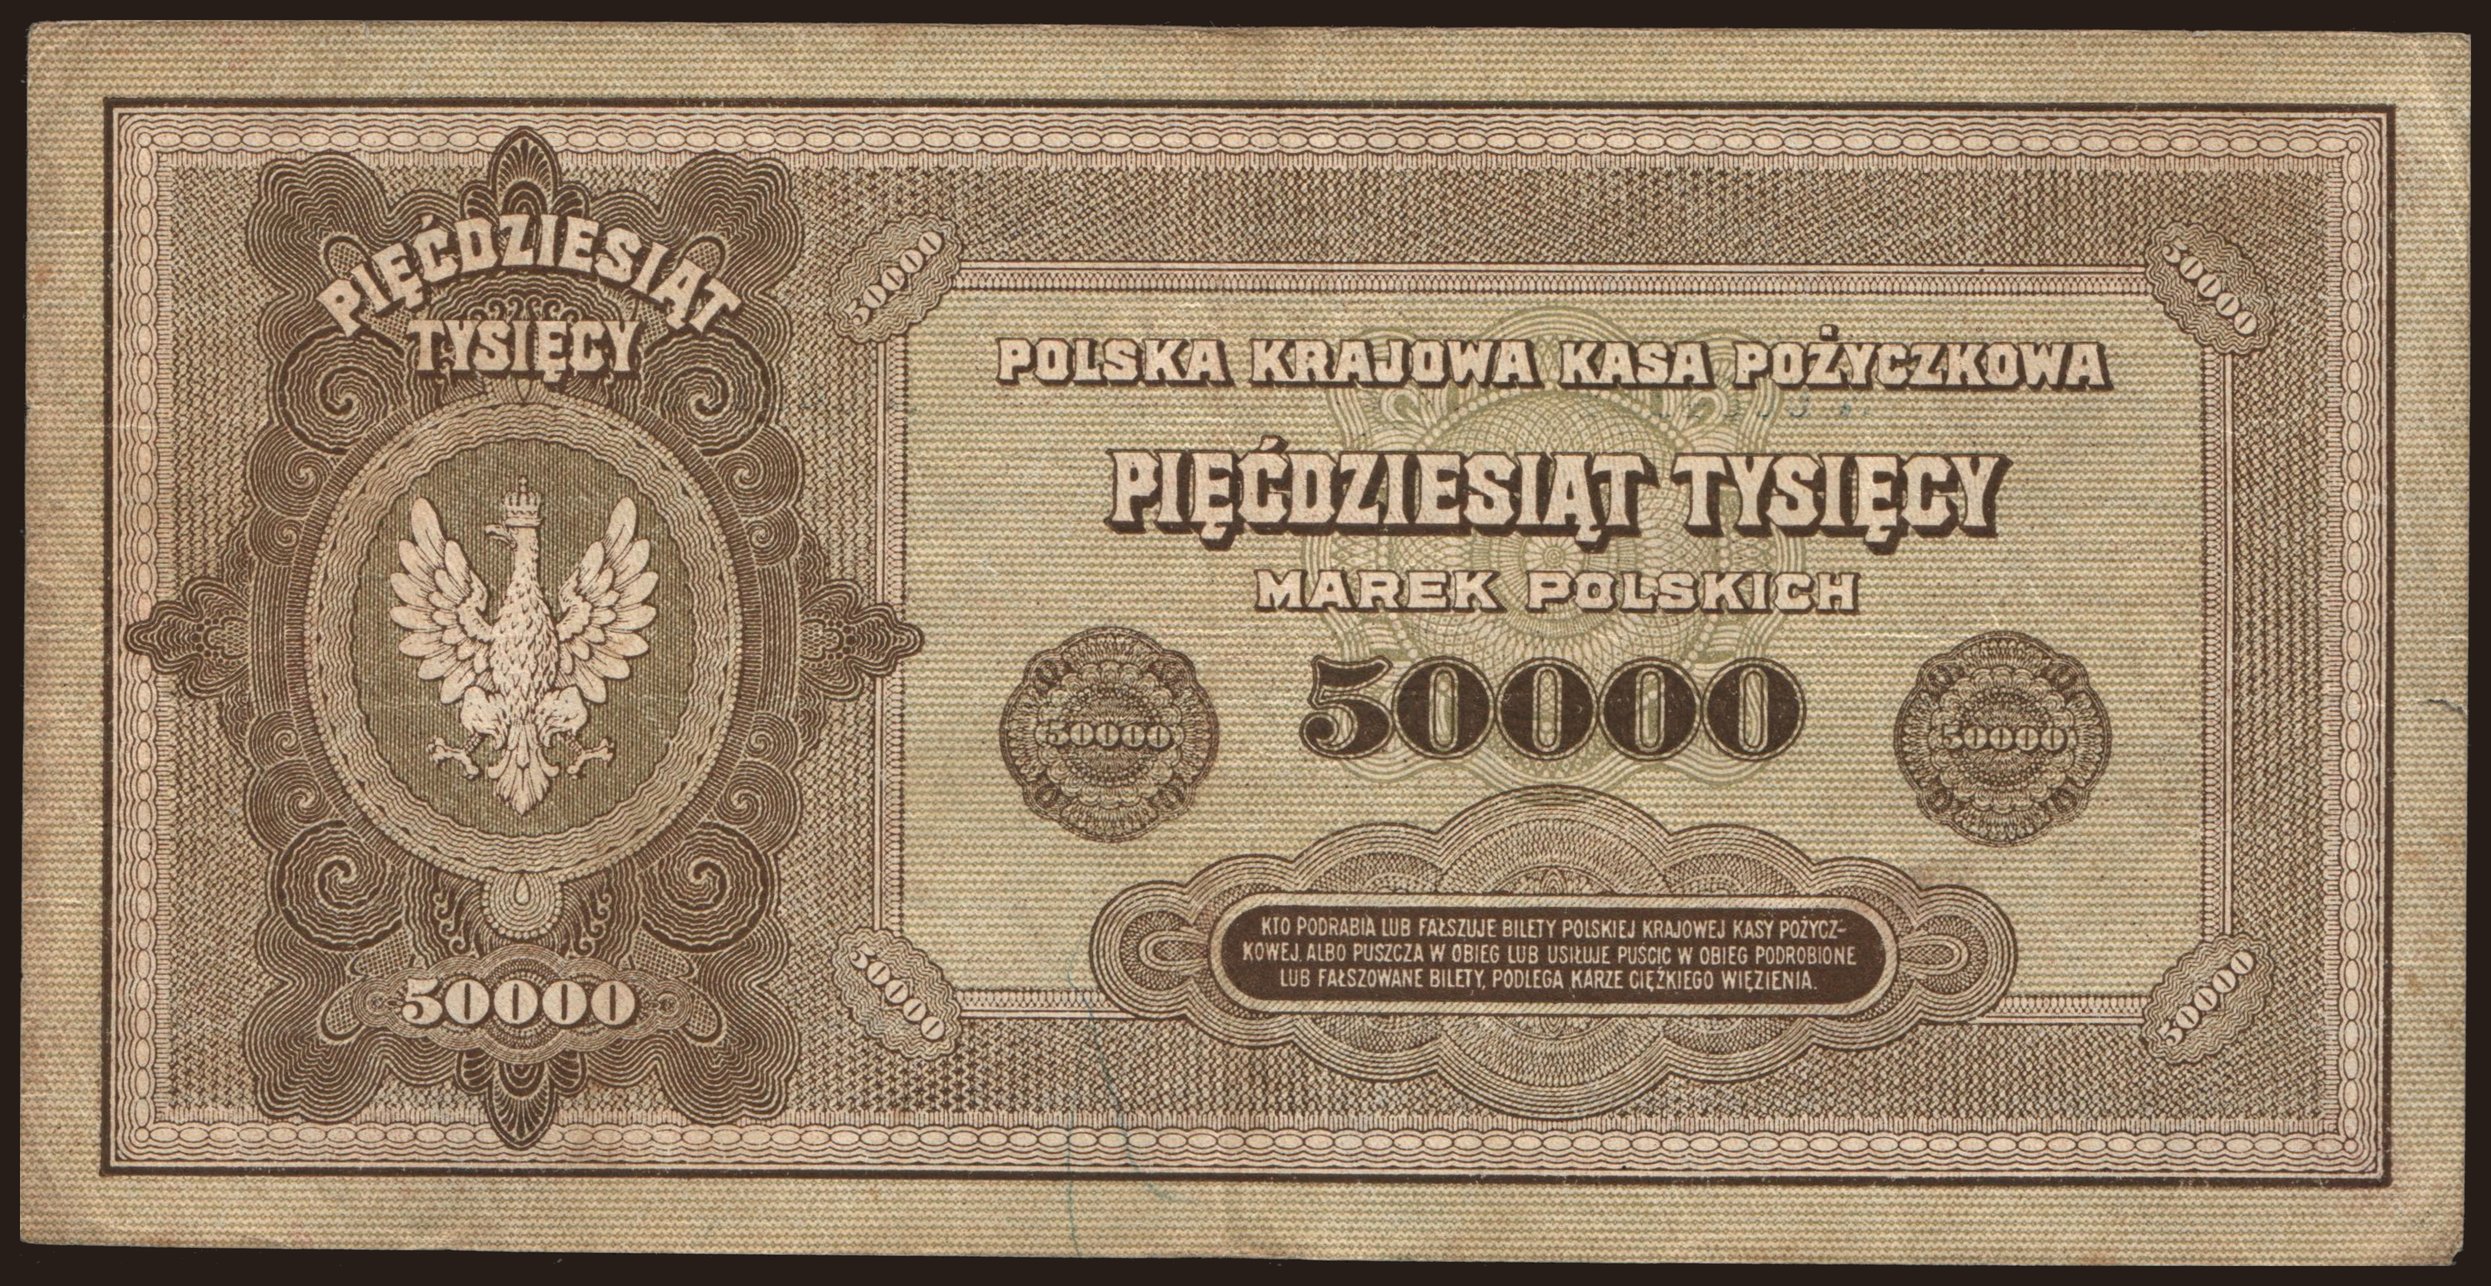 PIĘĆDZIESIĄT
TYSIĘCY
50000
50000
50000
POLSKA KRAJOWA KASA POŻYCZKOWA
PIĘĆDZIESIĄT TYSIĘCY
MAREK POLSKICH
50000
50000
50000
KTO PODRABIA LUB FAŁSZUJE BILETY POLSKIEJ KRAJOWEJ KASY POŻYCZ-
KOWEJ, ALBO PUSZCZA W OBIEG LUB USIŁUJE PUŚCIĆ W OBIEG PODROBIONE
LUB FAŁSZOWANE BILETY, PODLEGA KARZE CIĘŻKIEGO WIĘZIENIA.
50000
50000
50000